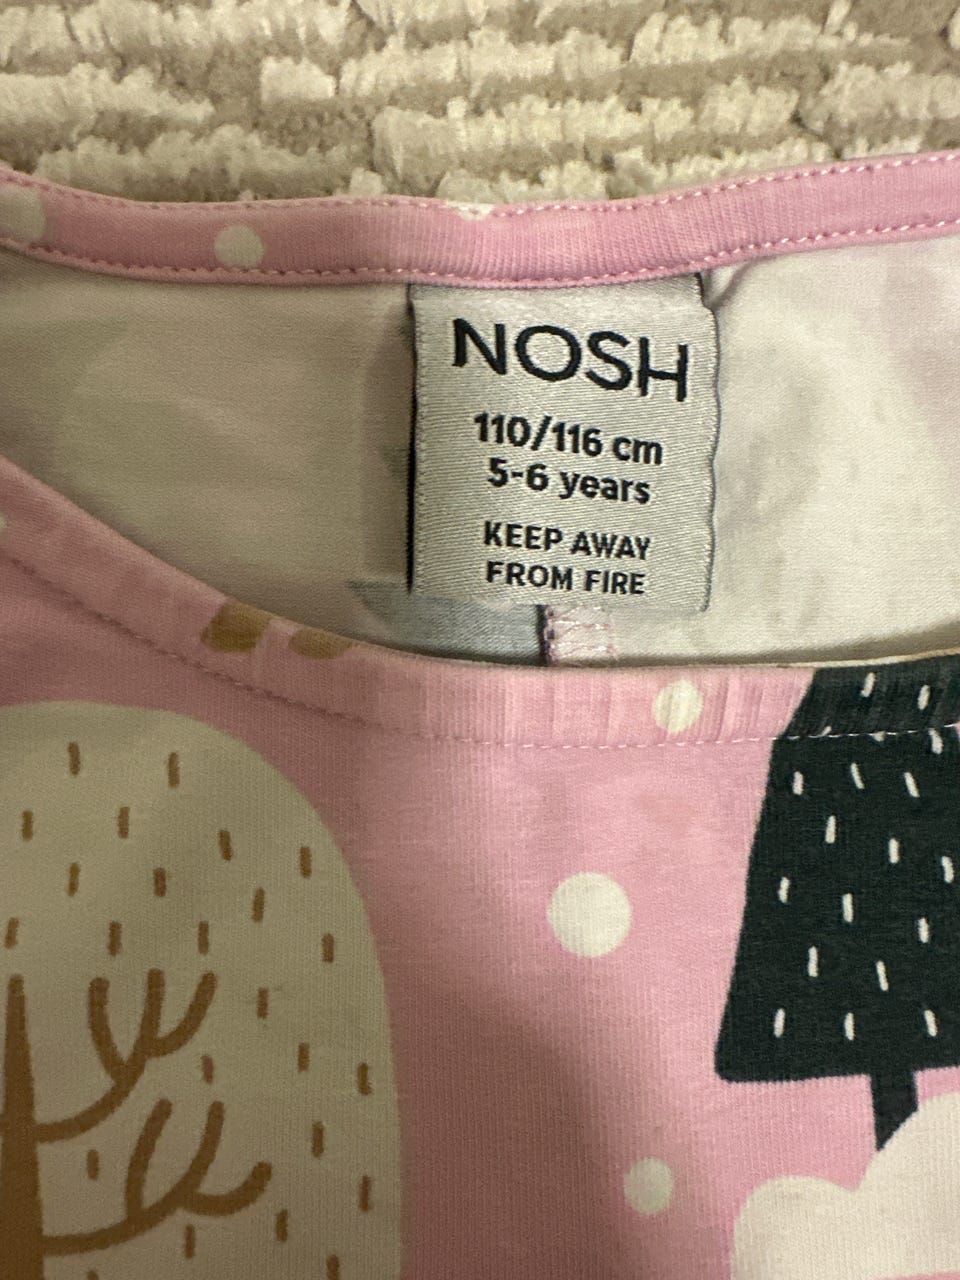 NOSH
110/116 cm
5-6 years
KEEP AWAY
FROM FIRE